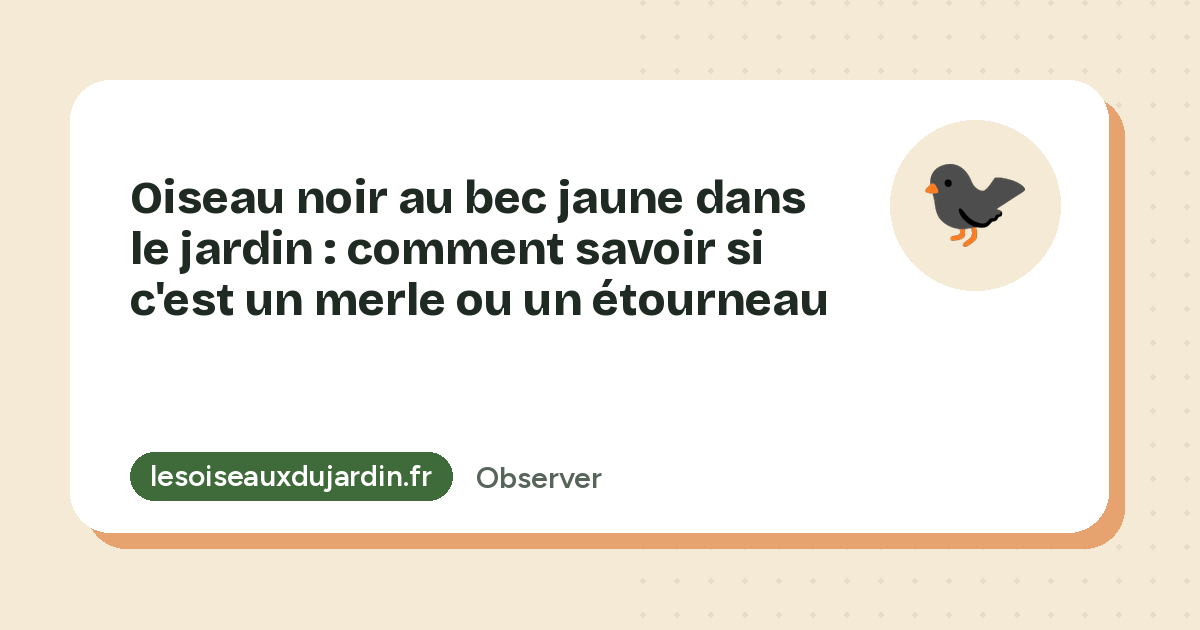 Oiseau noir au bec jaune dans
le jardin : comment savoir si
c'est un merle ou un étourneau
lesoiseauxdujardin.fr
Observer